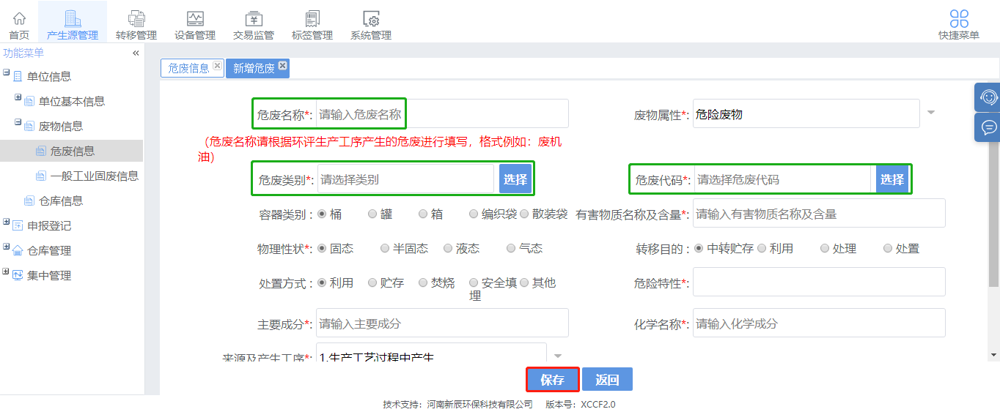 首页 产生源管理 转移管理 设备管理 交易监管 标签管理 系统管理 快捷菜单
功能菜单 «
单位信息
单位基本信息
废物信息
危废信息
一般工业固废信息
仓库信息
申报登记
仓库管理
集中管理
危废信息 新增危废
危废名称*: 请输入危废名称 废物属性*: 危险废物
（危废名称请根据环评生产工序产生的危废进行填写，格式例如：废机
油）
危废类别*: 请选择类别 选择 危废代码*: 请选择危废代码 选择
容器类别 : 桶 罐 箱 编织袋 散装袋 有害物质名称及含量*: 请输入有害物质名称及含量
物理性状*: 固态 半固态 液态 气态 转移目的 : 中转贮存 利用 处理 处置
处置方式 : 利用 贮存 焚烧 安全填 其他 危险特性*:
埋
主要成分*: 请输入主要成分 化学名称*: 请输入化学成分
来源及产生工序*: 1.生产工艺过程中产生
保存 返回
技术支持：河南新辰环保科技有限公司 版本号：XCCF2.0